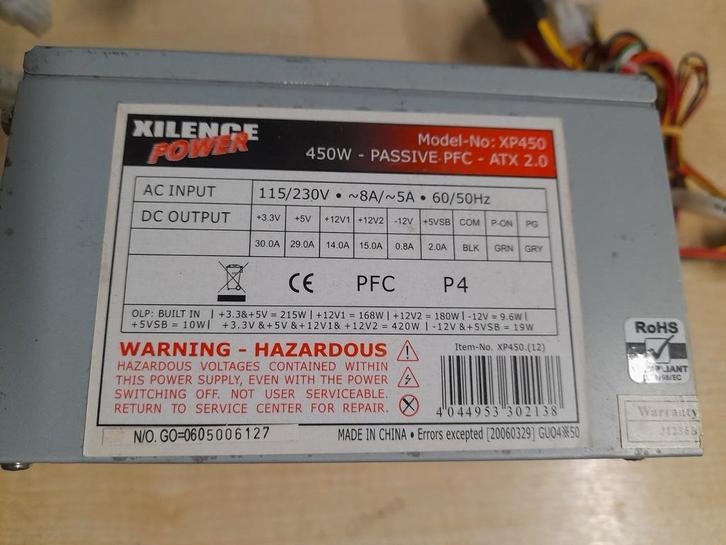 XILENCE
POWER
Model-No: XP450
450W - PASSIVE PFC - ATX 2.0
AC INPUT 115/230V • ~8A/~5A • 60/50Hz
DC OUTPUT +3.3V +5V +12V1 +12V2 -12V +5VSB COM P-ON PG
30.0A 29.0A 14.0A 15.0A 0.8A 2.0A BLK GRN GRY
CE PFC P4
OLP: BUILT IN | +3.3&+5V = 215W | +12V1 = 168W | +12V2 = 180W | -12V = 9.6W |
+5VSB = 10W | +3.3V &+5V &+12V1& +12V2 = 420W | -12V &+5VSB = 19W
WARNING - HAZARDOUS
HAZARDOUS VOLTAGES CONTAINED WITHIN
THIS POWER SUPPLY, EVEN WITH THE POWER
SWITCHING OFF. NOT USER SERVICEABLE.
RETURN TO SERVICE CENTER FOR REPAIR.
Item-No. XP450.(12)
4 044953 302138
N/O. GO=0605006127
MADE IN CHINA • Errors excepted [20060329] GUO4※50
RoHS
Warranty